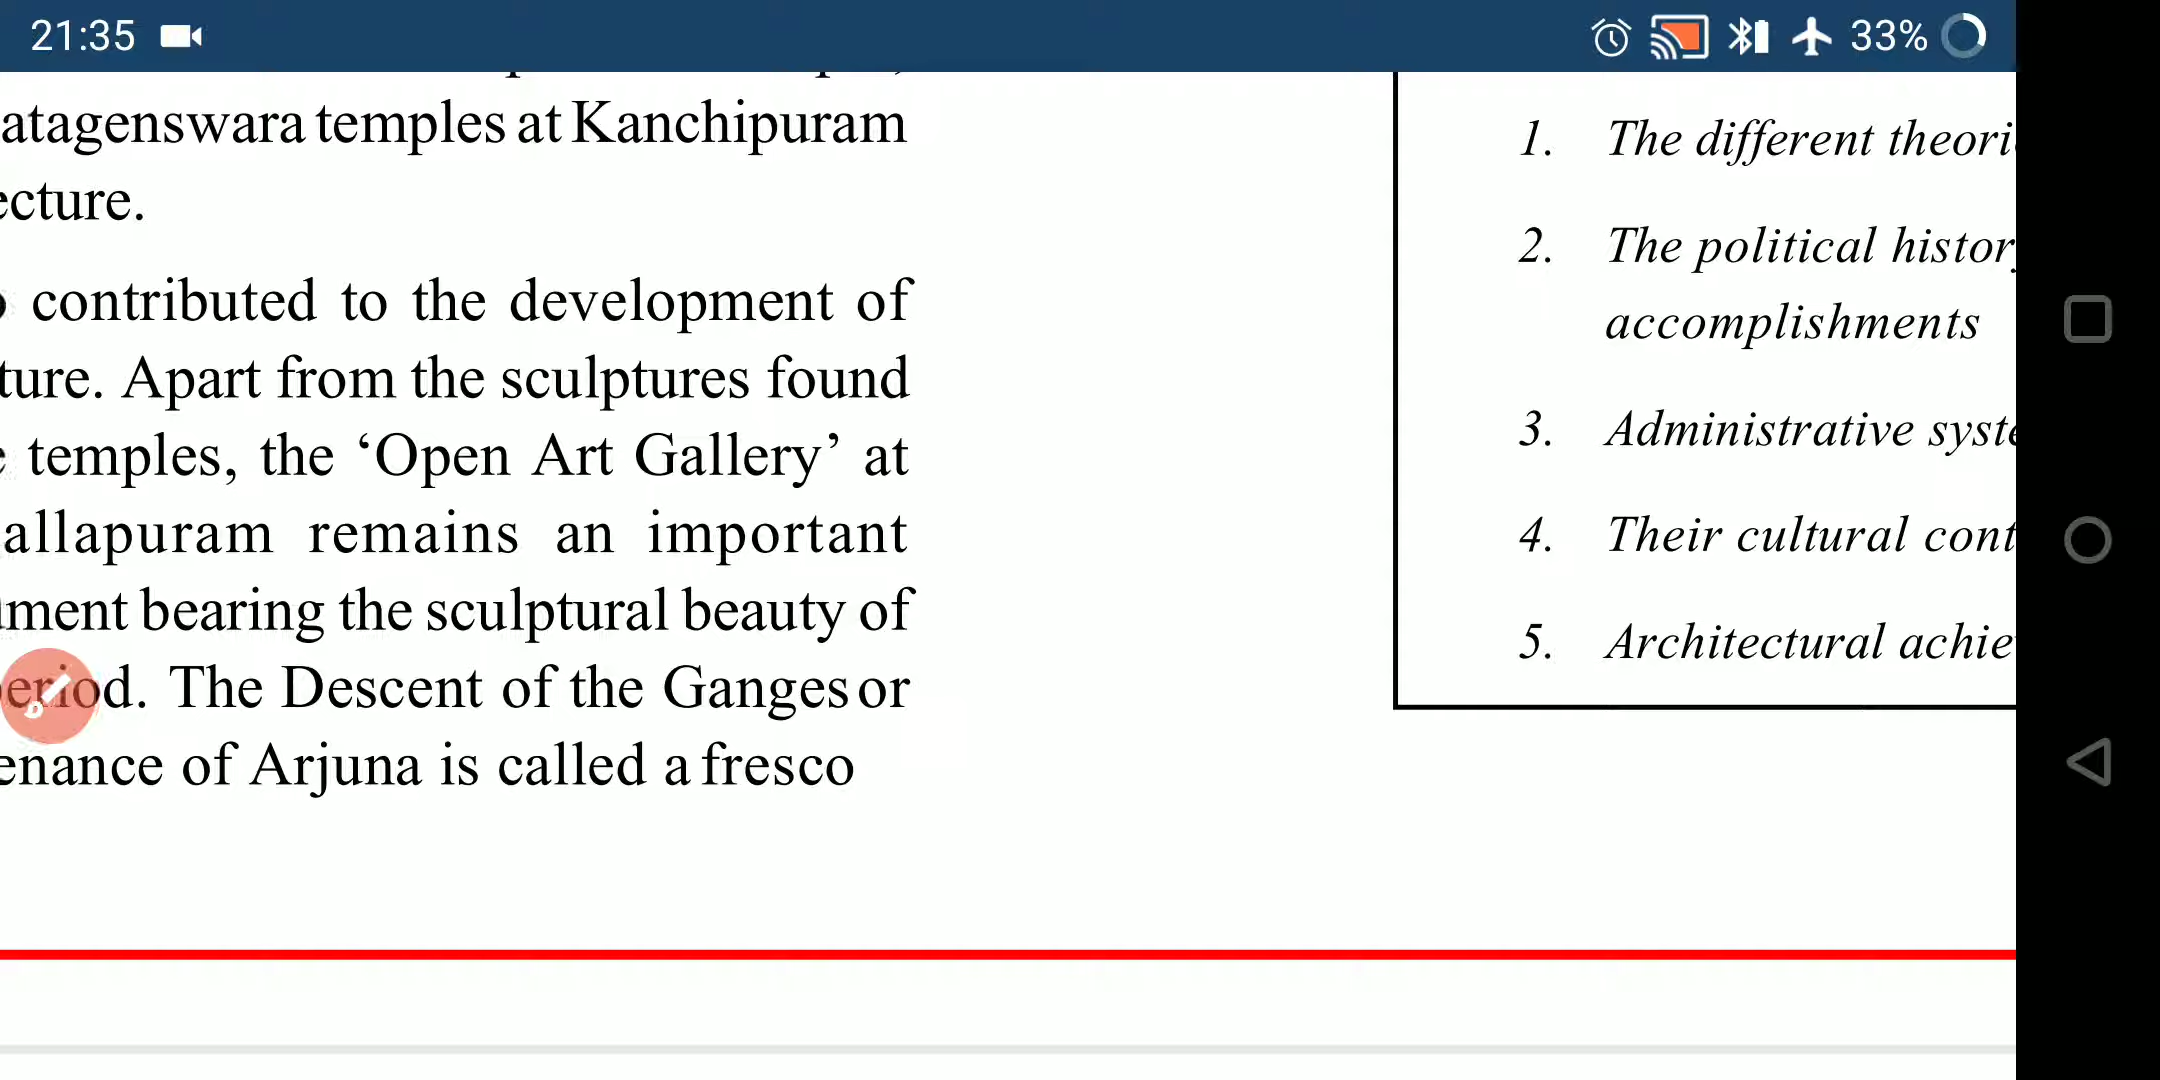 21:35
33%
atagenswara temples at Kanchipuram
ecture.
contributed to the development of
ture. Apart from the sculptures found
e temples, the ‘Open Art Gallery’ at
allapuram remains an important
ment bearing the sculptural beauty of
period. The Descent of the Ganges or
enance of Arjuna is called a fresco
1. The different theori
2. The political history
accomplishments
3. Administrative syste
4. Their cultural cont
5. Architectural achie